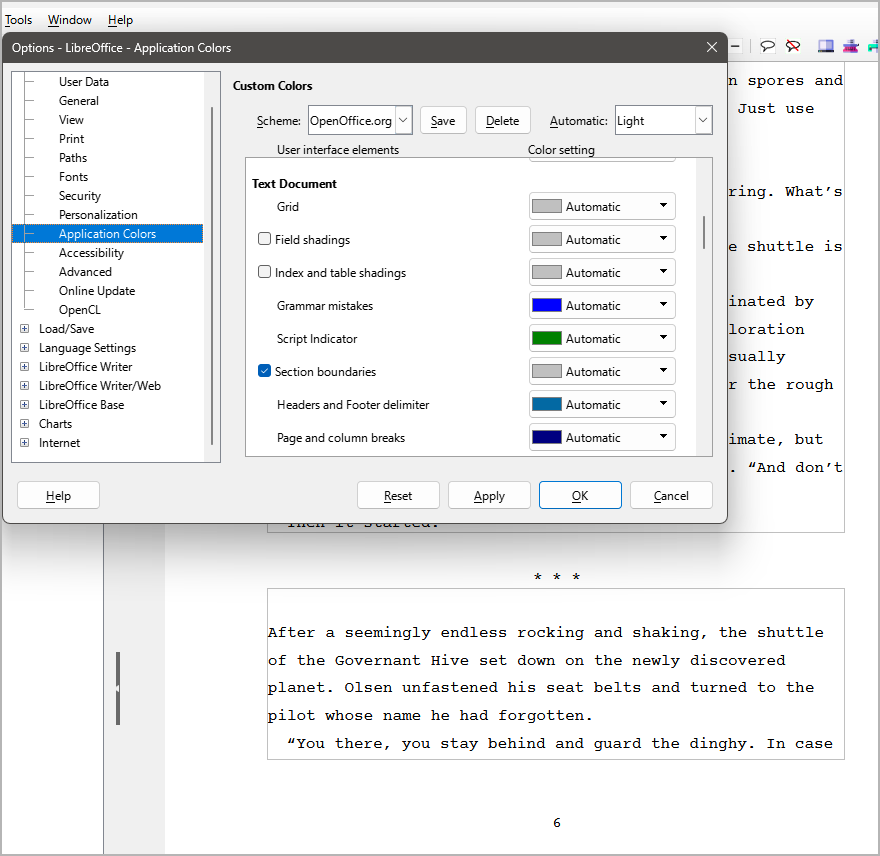 Tools Window Help
Options - LibreOffice - Application Colors
User Data
General
View
Print
Paths
Fonts
Security
Personalization
Application Colors
Accessibility
Advanced
Online Update
OpenCL
Load/Save
Language Settings
LibreOffice Writer
LibreOffice Writer/Web
LibreOffice Base
Charts
Internet
Custom Colors
Scheme: OpenOffice.org Save Delete Automatic: Light
User interface elements Color setting
Text Document
Grid Automatic
Field shadings Automatic
Index and table shadings Automatic
Grammar mistakes Automatic
Script Indicator Automatic
Section boundaries Automatic
Headers and Footer delimiter Automatic
Page and column breaks Automatic
Help Reset Apply OK Cancel
n spores and
Just use
ring. What’s
e shuttle is
inated by
loration
sually
r the rough
imate, but
. “And don’t
Then it started.
* * *
After a seemingly endless rocking and shaking, the shuttle
of the Governant Hive set down on the newly discovered
planet. Olsen unfastened his seat belts and turned to the
pilot whose name he had forgotten.
“You there, you stay behind and guard the dinghy. In case
6